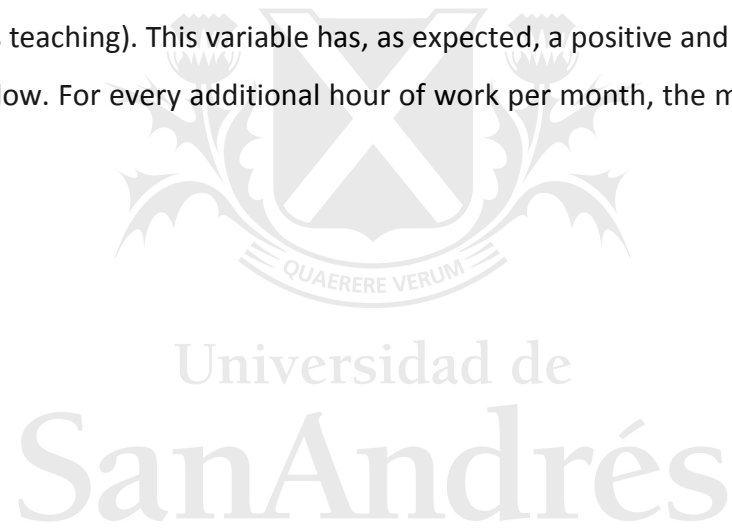 s teaching). This variable has, as expected, a positive and
low. For every additional hour of work per month, the m
QUAERERE VERUM
Universidad de
SanAndrés